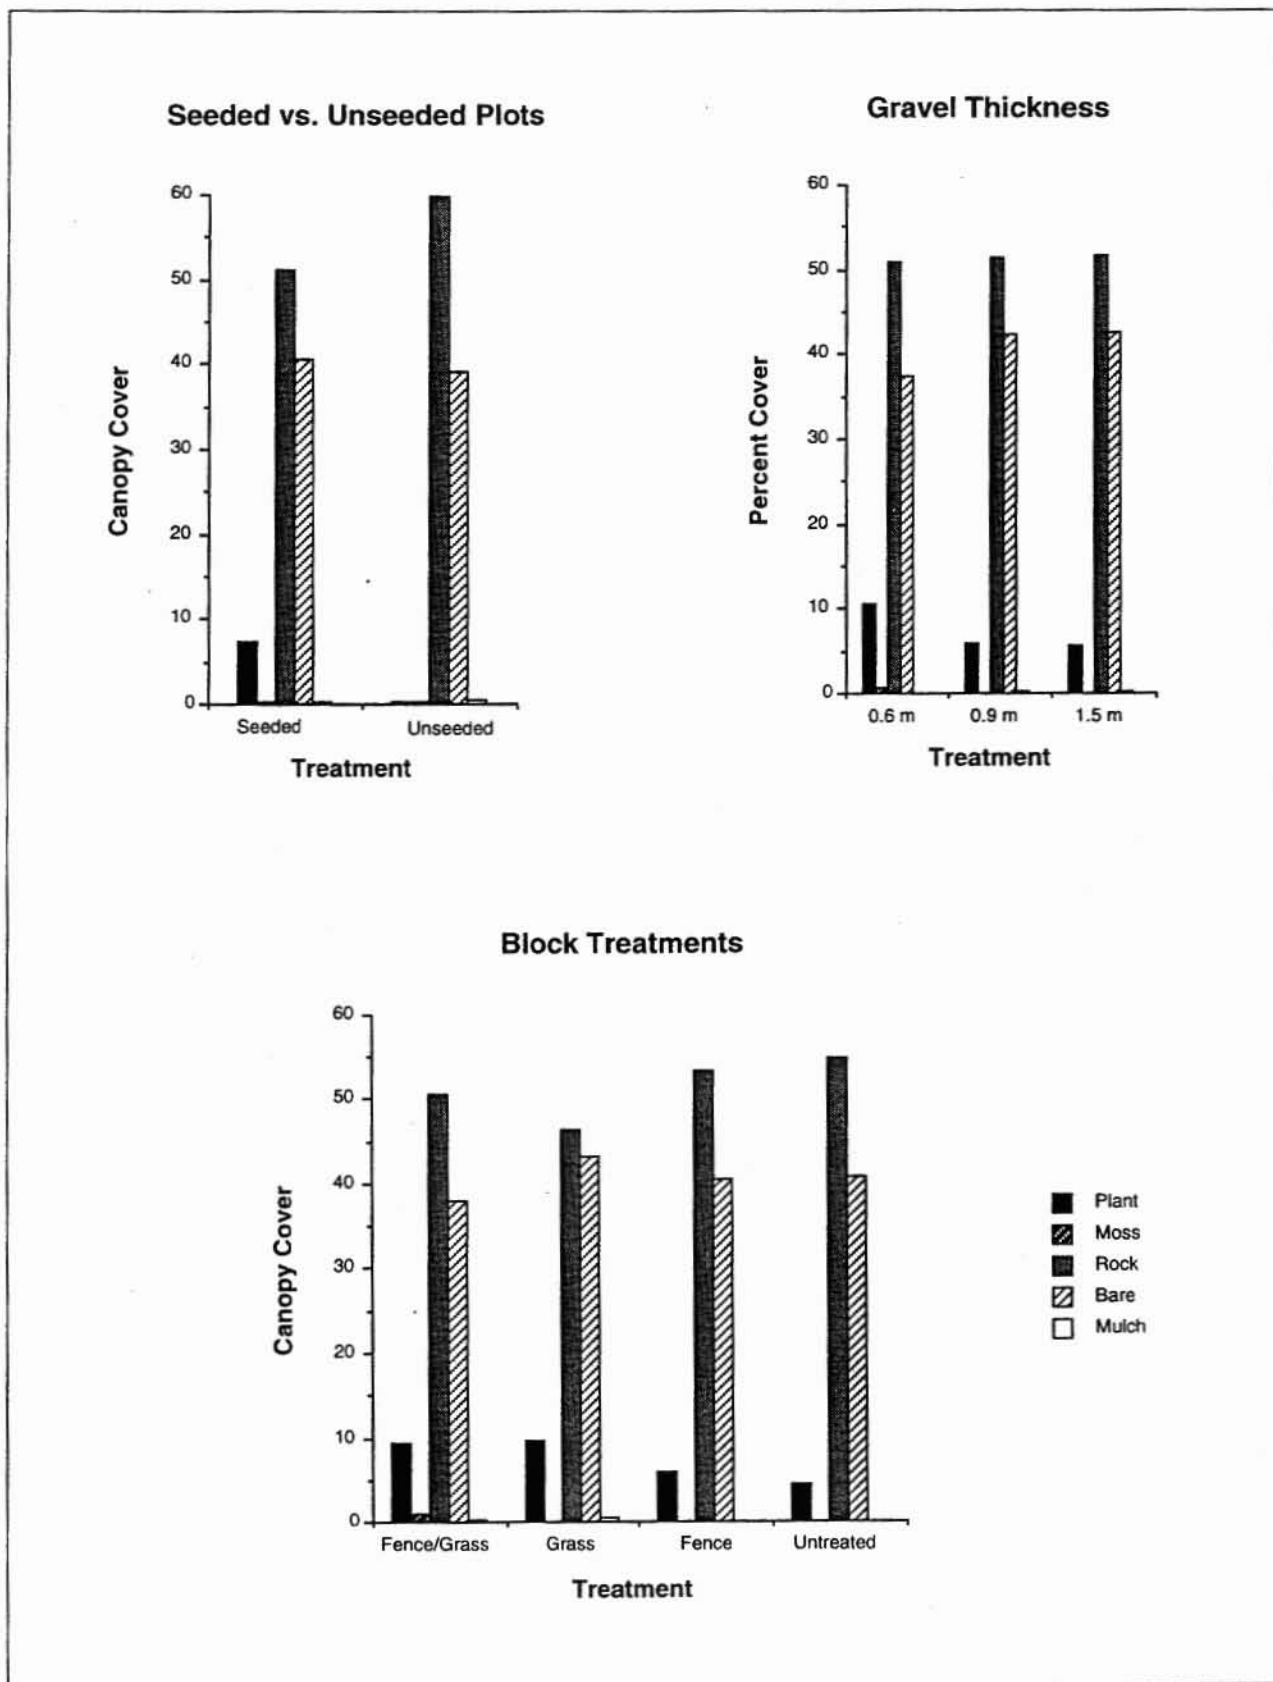 Seeded vs. Unseeded Plots
60
50
40
30
20
10
0
Canopy Cover
Seeded Unseeded
Treatment
Gravel Thickness
60
50
40
30
20
10
0
Percent Cover
0.6 m 0.9 m 1.5 m
Treatment
Block Treatments
60
50
40
30
20
10
0
Canopy Cover
Fence/Grass Grass Fence Untreated
Treatment
Plant
Moss
Rock
Bare
Mulch